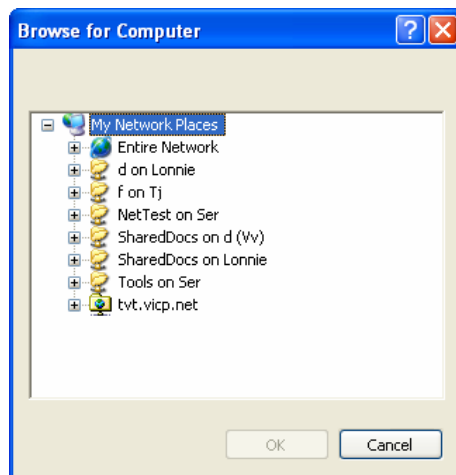 Browse for Computer
My Network Places
Entire Network
d on Lonnie
f on Tj
NetTest on Ser
SharedDocs on d (Vv)
SharedDocs on Lonnie
Tools on Ser
tvt.vicp.net
OK
Cancel